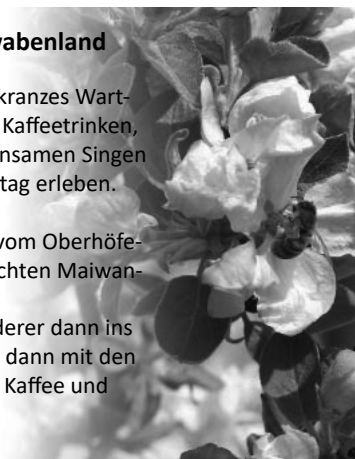 vabenland
kranzes Wart-
Kaffeetrinken,
nsamen Singen
tag erleben.
vom Oberhöfe-
chten Maiwan-
derer dann ins
dann mit den
Kaffee und